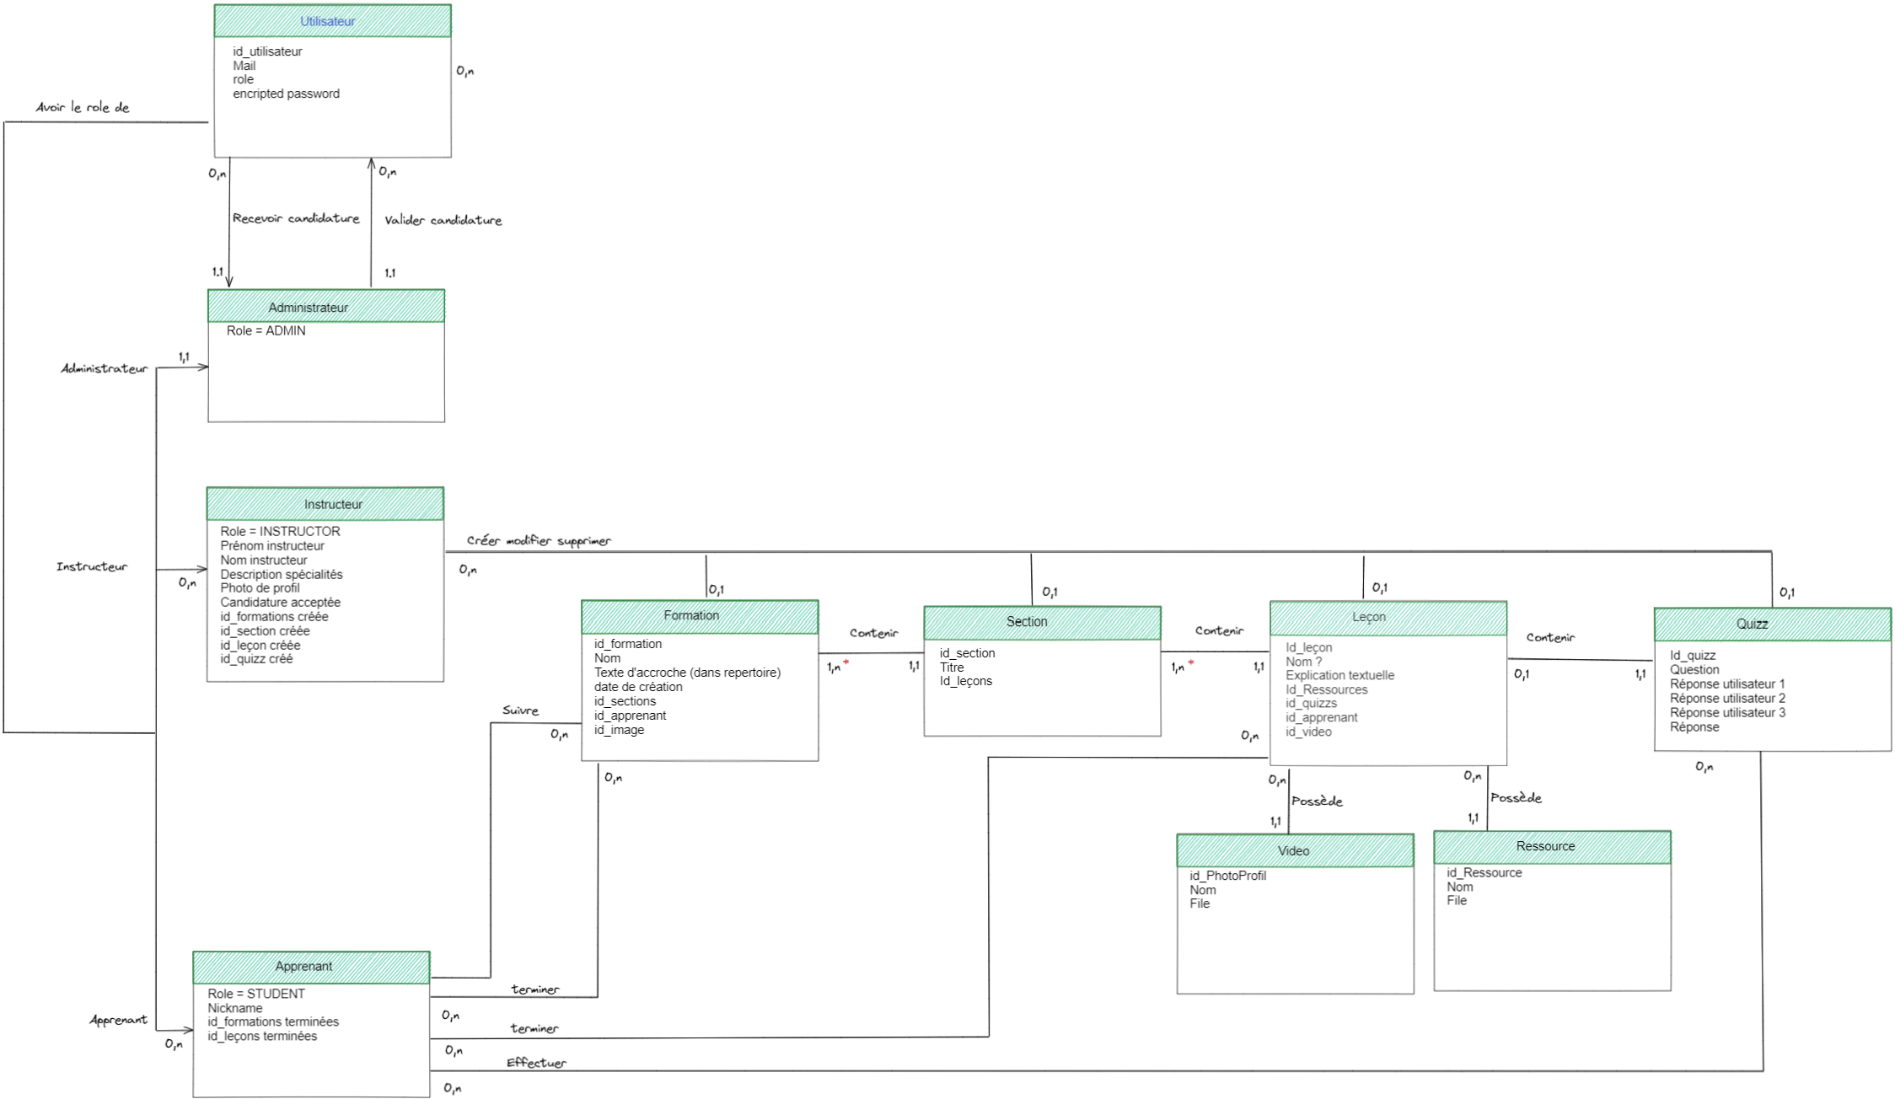 Utilisateur
id_utilisateur
Mail
role
encripted password
0,n
Avoir le role de
0,n
0,n
Recevoir candidature
Valider candidature
1.1
1.1
Administrateur
Role = ADMIN
1,1
Administrateur
Instructeur
Role = INSTRUCTOR
Prénom instructeur
Nom instructeur
Description spécialités
Photo de profil
Candidature acceptée
id_formations créée
id_section créée
id_leçon créée
id_quizz créé
Instructeur
0,n
Créer modifier supprimer
0,n
0,1
0,1
0,1
0,1
Formation
id_formation
Nom
Texte d'accroche (dans repertoire)
date de création
id_sections
id_apprenant
id_image
Contenir
1,n *
1,1
Section
id_section
Titre
Id_leçons
Contenir
1,n *
1,1
Leçon
Id_leçon
Nom ?
Explication textuelle
Id_Ressources
id_quizzs
id_apprenant
id_video
Contenir
0,1
1,1
Quizz
Id_quizz
Question
Réponse utilisateur 1
Réponse utilisateur 2
Réponse utilisateur 3
Réponse
Suivre
0,n
0,n
0,n
0,n
0,n
0,n
Possède
Possède
1,1
1,1
Video
id_PhotoProfil
Nom
File
Ressource
id_Ressource
Nom
File
Apprenant
Role = STUDENT
Nickname
id_formations terminées
id_leçons terminées
Apprenant
0,n
terminer
0,n
terminer
0,n
Effectuer
0,n